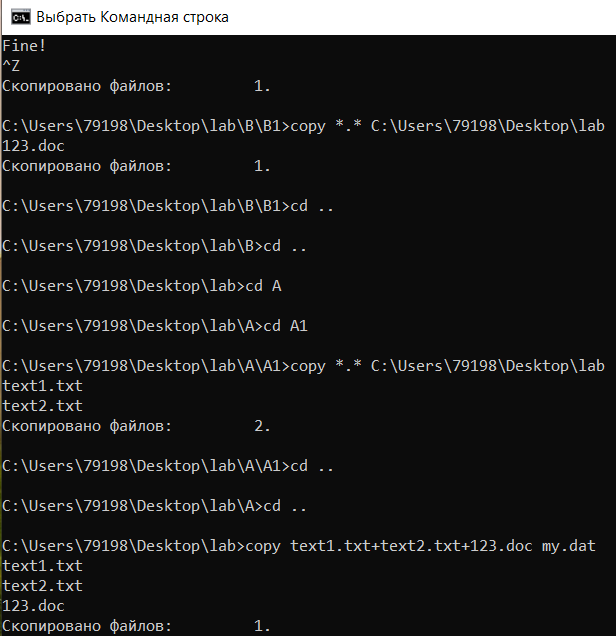 Выбрать Командная строка
Fine!
^Z
Скопировано файлов:         1.
C:\Users\79198\Desktop\lab\B\B1>copy *.* C:\Users\79198\Desktop\lab
123.doc
Скопировано файлов:         1.
C:\Users\79198\Desktop\lab\B\B1>cd ..
C:\Users\79198\Desktop\lab\B>cd ..
C:\Users\79198\Desktop\lab>cd A
C:\Users\79198\Desktop\lab\A>cd A1
C:\Users\79198\Desktop\lab\A\A1>copy *.* C:\Users\79198\Desktop\lab
text1.txt
text2.txt
Скопировано файлов:         2.
C:\Users\79198\Desktop\lab\A\A1>cd ..
C:\Users\79198\Desktop\lab\A>cd ..
C:\Users\79198\Desktop\lab>copy text1.txt+text2.txt+123.doc my.dat
text1.txt
text2.txt
123.doc
Скопировано файлов:         1.